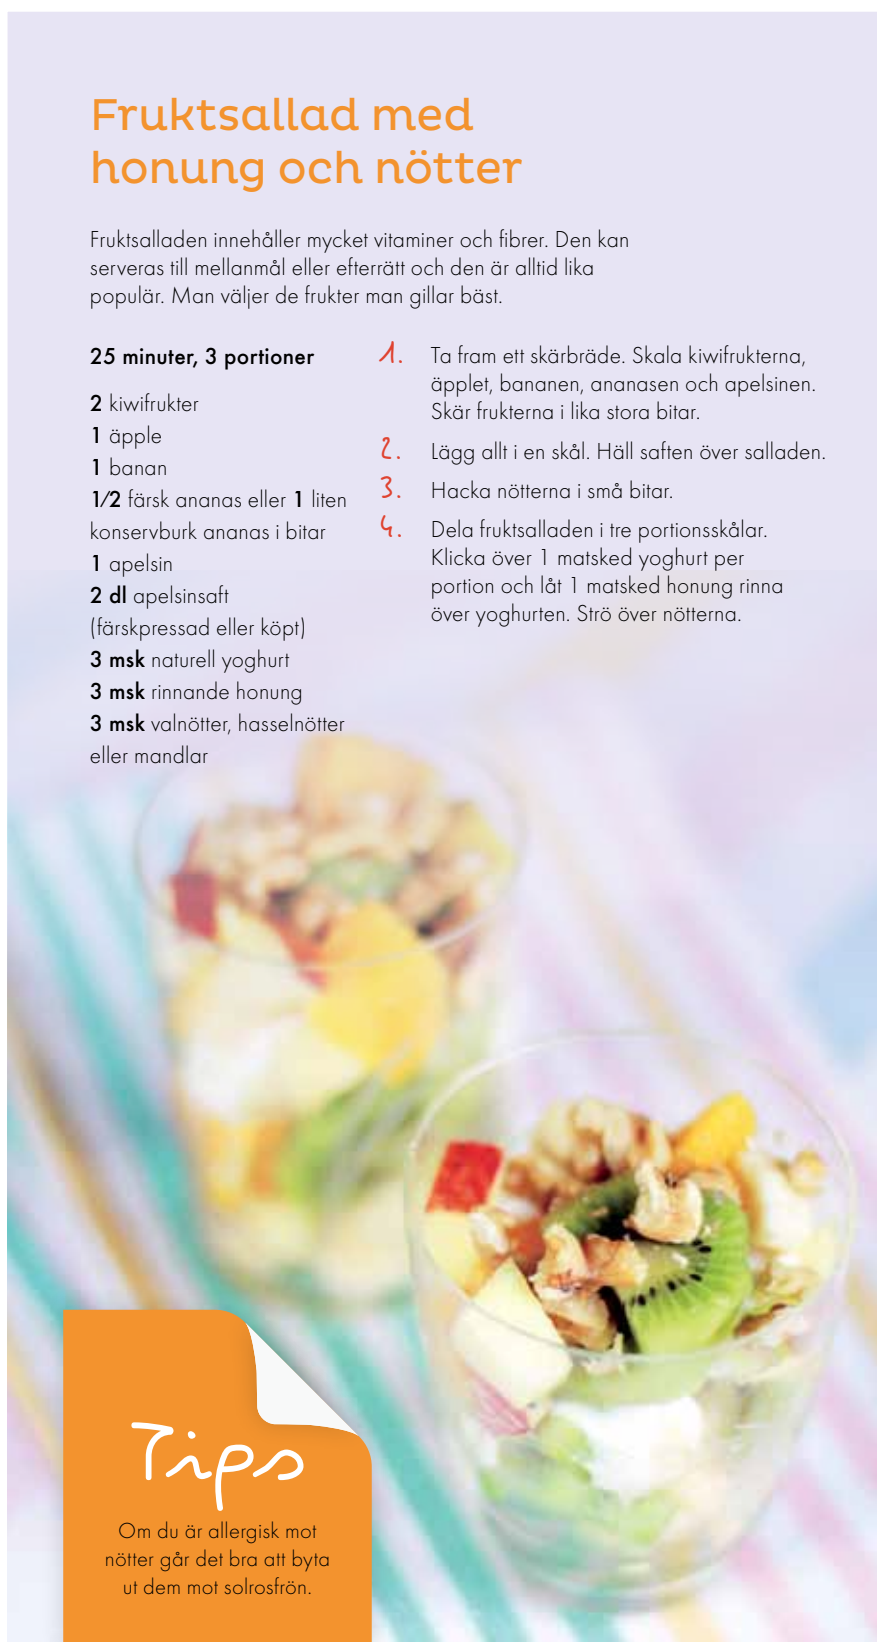 Fruktsallad med
honung och nötter
Fruktsalladen innehåller mycket vitaminer och fibrer. Den kan
serveras till mellanmål eller efterrätt och den är alltid lika
populär. Man väljer de frukter man gillar bäst.
25 minuter, 3 portioner
2 kiwifrukter
1 äpple
1 banan
1/2 färsk ananas eller 1 liten
konservburk ananas i bitar
1 apelsin
2 dl apelsinsaft
(färskpressad eller köpt)
3 msk naturell yoghurt
3 msk rinnande honung
3 msk valnötter, hasselnötter
eller mandlar
1. Ta fram ett skärbräde. Skala kiwifrukterna,
äpplet, bananen, ananasen och apelsinen.
Skär frukterna i lika stora bitar.
2. Lägg allt i en skål. Häll saften över salladen.
3. Hacka nötterna i små bitar.
4. Dela fruktsalladen i tre portionsskålar.
Klicka över 1 matsked yoghurt per
portion och låt 1 matsked honung rinna
över yoghurten. Strö över nötterna.
Tips
Om du är allergisk mot
nötter går det bra att byta
ut dem mot solrosfrön.